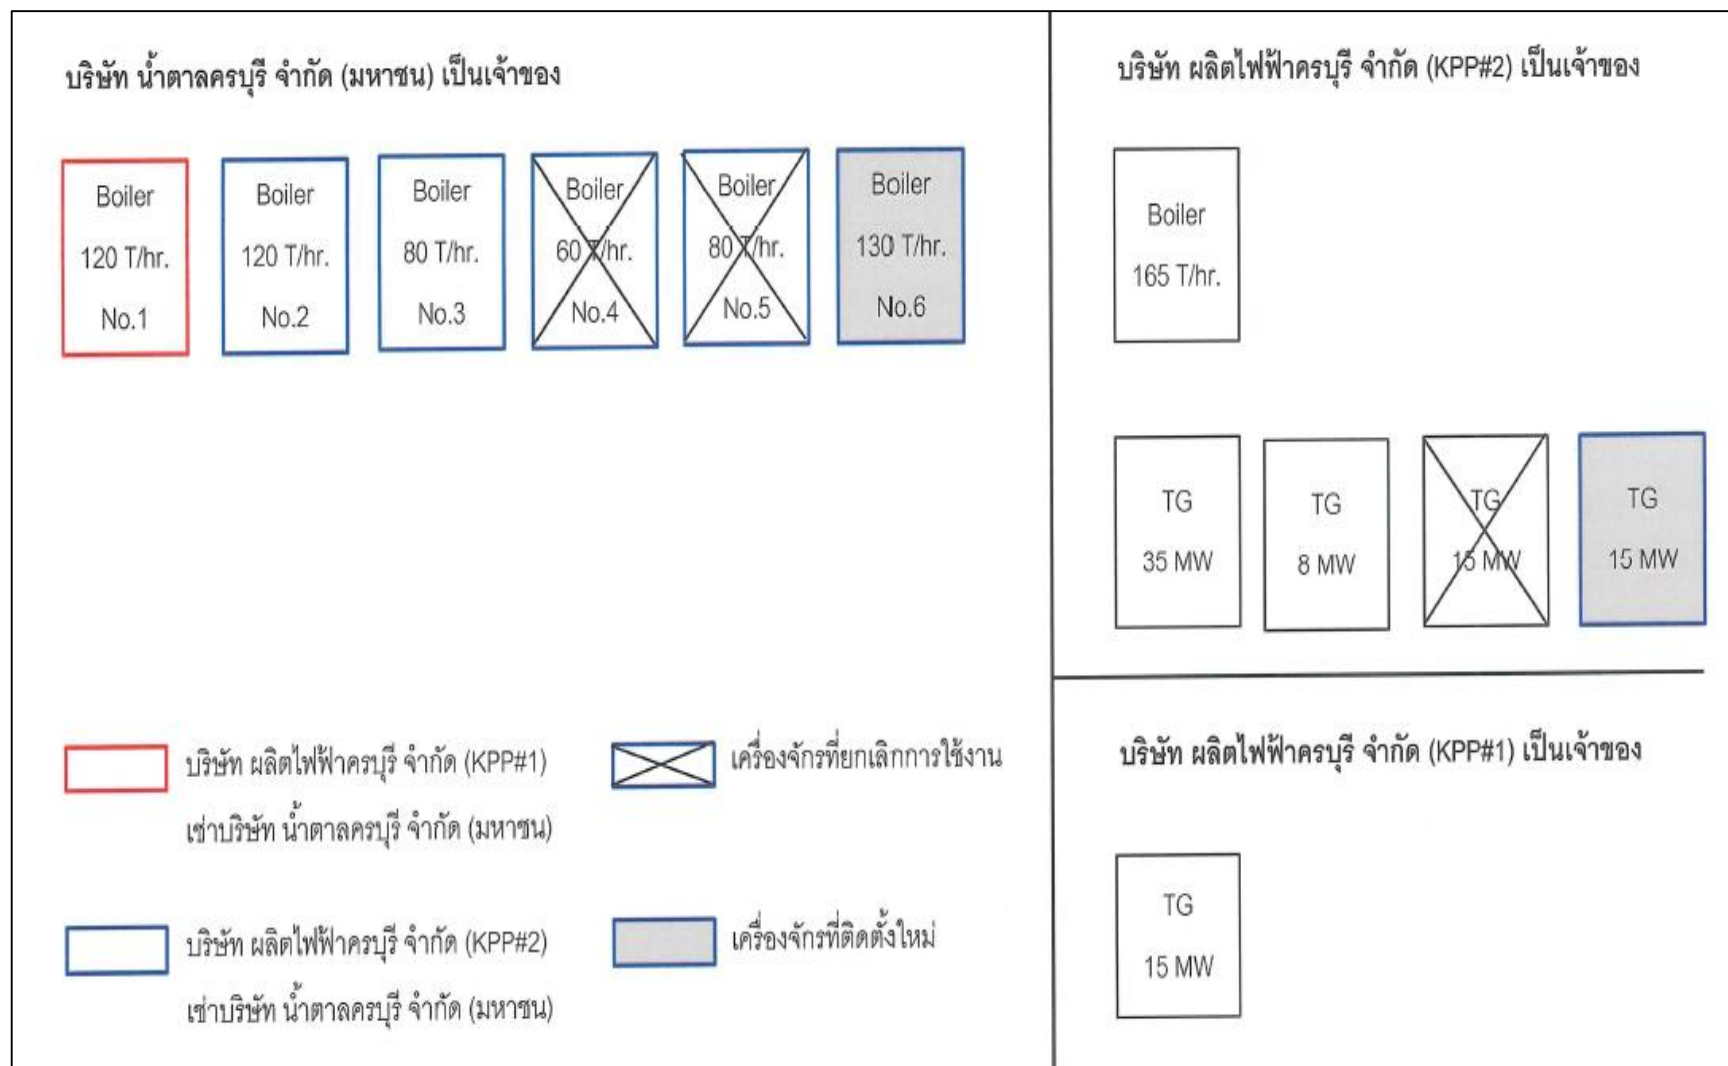 บริษัท น้ำตาลครบุรี จำกัด (มหาชน) เป็นเจ้าของ
Boiler
120 T/hr.
No.1
Boiler
120 T/hr.
No.2
Boiler
80 T/hr.
No.3
Boiler
60 T/hr.
No.4
Boiler
80 T/hr.
No.5
Boiler
130 T/hr.
No.6
บริษัท ผลิตไฟฟ้าครบุรี จำกัด (KPP#1)
เช่าบริษัท น้ำตาลครบุรี จำกัด (มหาชน)
เครื่องจักรที่ยกเลิกการใช้งาน
บริษัท ผลิตไฟฟ้าครบุรี จำกัด (KPP#2)
เช่าบริษัท น้ำตาลครบุรี จำกัด (มหาชน)
เครื่องจักรที่ติดตั้งใหม่
บริษัท ผลิตไฟฟ้าครบุรี จำกัด (KPP#2) เป็นเจ้าของ
Boiler
165 T/hr.
TG
35 MW
TG
8 MW
TG
15 MW
TG
15 MW
บริษัท ผลิตไฟฟ้าครบุรี จำกัด (KPP#1) เป็นเจ้าของ
TG
15 MW